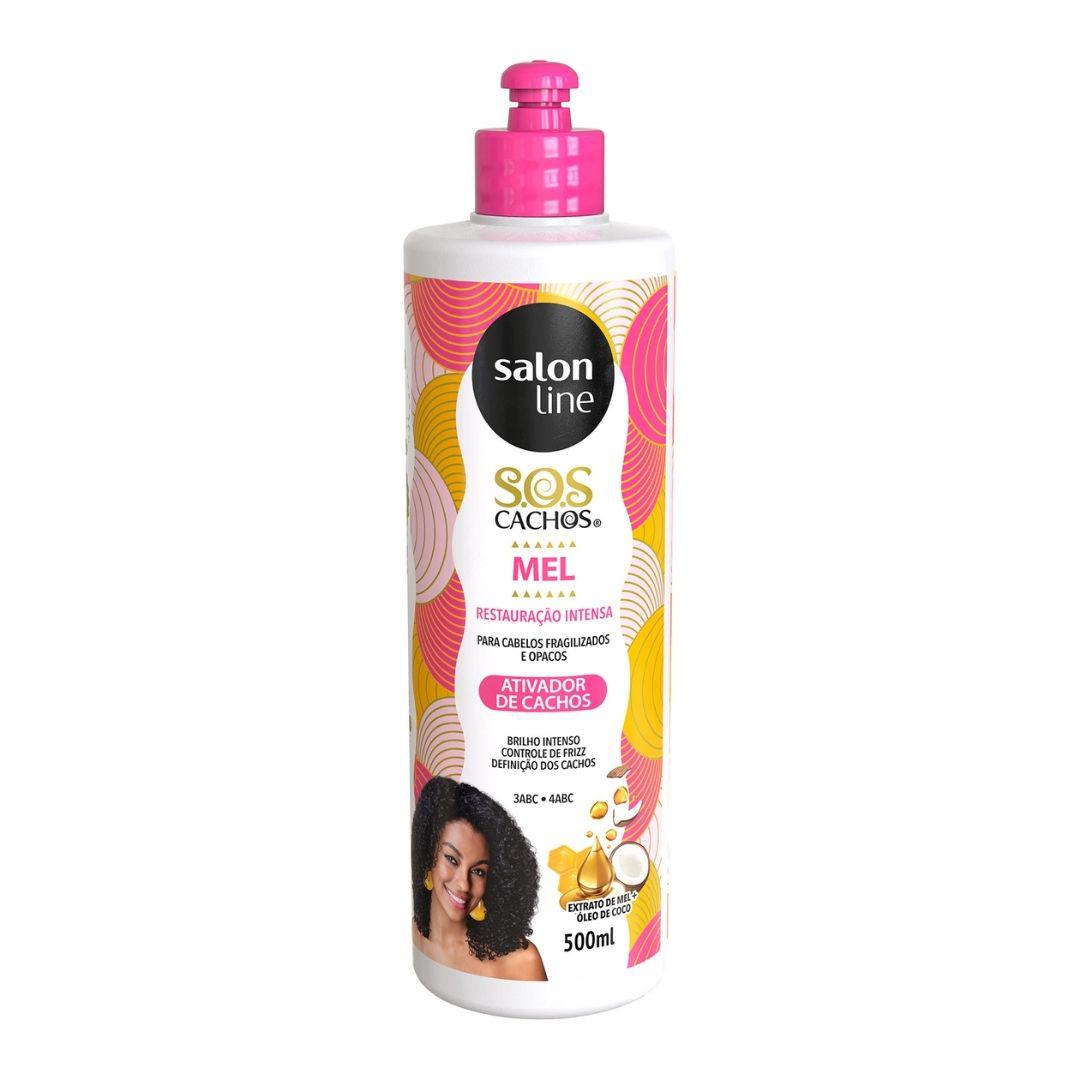 salon
line
S.O.S
CACHOS®
MEL
RESTAURAÇÃO INTENSA
PARA CABELOS FRAGILIZADOS
E OPACOS
ATIVADOR
DE CACHOS
BRILHO INTENSO
CONTROLE DE FRIZZ
DEFINIÇÃO DOS CACHOS
3ABC • 4ABC
EXTRATO DE MEL +
ÓLEO DE COCO
500ml